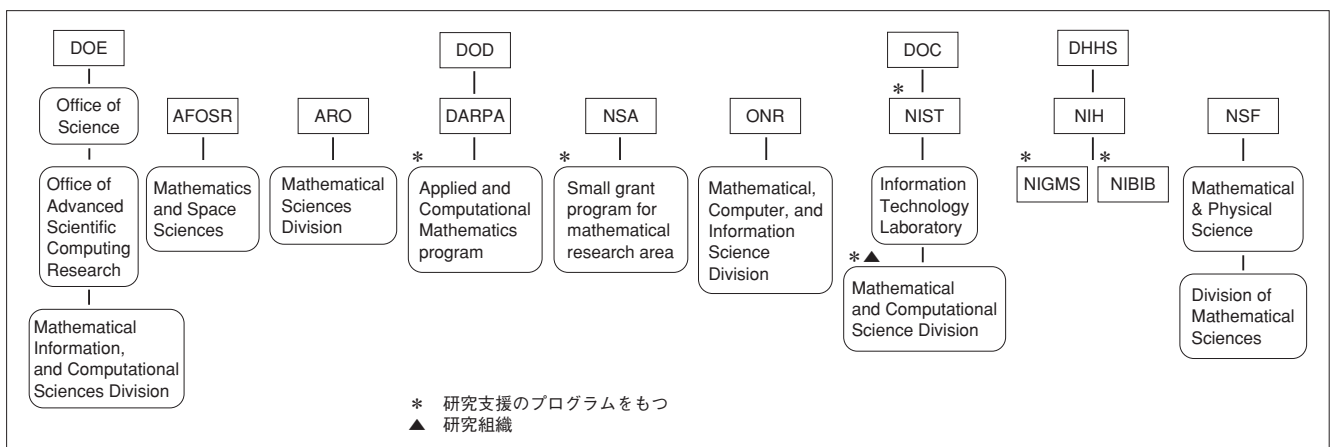 DOE
Office of
Science
Office of
Advanced
Scientific
Computing
Research
Mathematical
Information,
and Computational
Sciences Division
AFOSR
Mathematics
and Space
Sciences
ARO
Mathematical
Sciences
Division
DOD
DARPA
*
Applied and
Computational
Mathematics
program
NSA
*
Small grant
program for
mathematical
research area
ONR
Mathematical,
Computer, and
Information
Science
Division
DOC
*
NIST
Information
Technology
Laboratory
*▲
Mathematical
and Computational
Science Division
DHHS
NIH
*
NIGMS
*
NIBIB
NSF
Mathematical
& Physical
Science
Division of
Mathematical
Sciences
* 研究支援のプログラムをもつ
▲ 研究組織